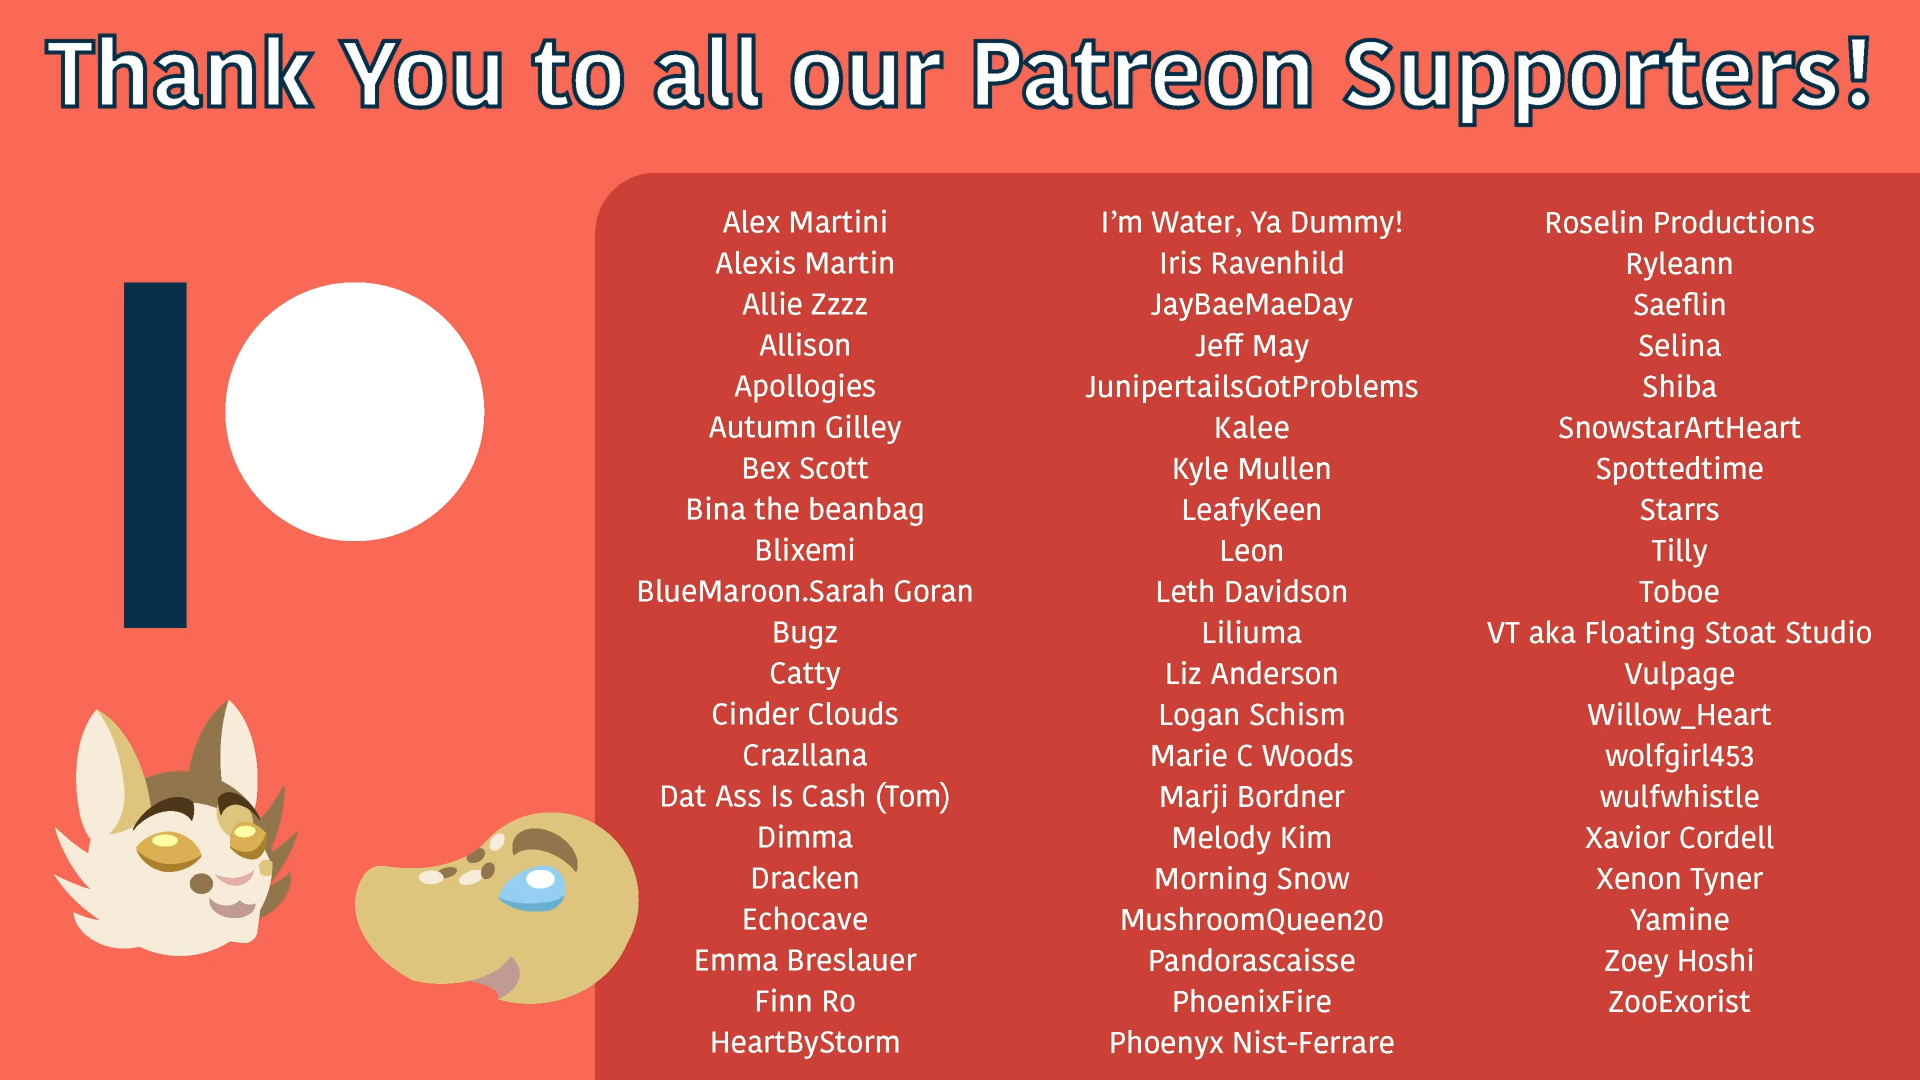 Thank You to all our Patreon Supporters!
Alex Martini
Alexis Martin
Allie Zzzz
Allison
Apollogies
Autumn Gilley
Bex Scott
Bina the beanbag
Blixemi
BlueMaroon.Sarah Goran
Bugz
Catty
Cinder Clouds
Crazllana
Dat Ass Is Cash (Tom)
Dimma
Dracken
Echocave
Emma Breslauer
Finn Ro
HeartByStorm
I’m Water, Ya Dummy!
Iris Ravenhild
JayBaeMaeDay
Jeff May
JunipertailsGotProblems
Kalee
Kyle Mullen
LeafyKeen
Leon
Leth Davidson
Liliuma
Liz Anderson
Logan Schism
Marie C Woods
Marji Bordner
Melody Kim
Morning Snow
MushroomQueen20
Pandorascaisse
PhoenixFire
Phoenyx Nist-Ferrare
Roselin Productions
Ryleann
Saeflin
Selina
Shiba
SnowstarArtHeart
Spottedtime
Starrs
Tilly
Toboe
VT aka Floating Stoat Studio
Vulpage
Willow_Heart
wolfgirl453
wulfwhistle
Xavior Cordell
Xenon Tyner
Yamine
Zoey Hoshi
ZooExorist